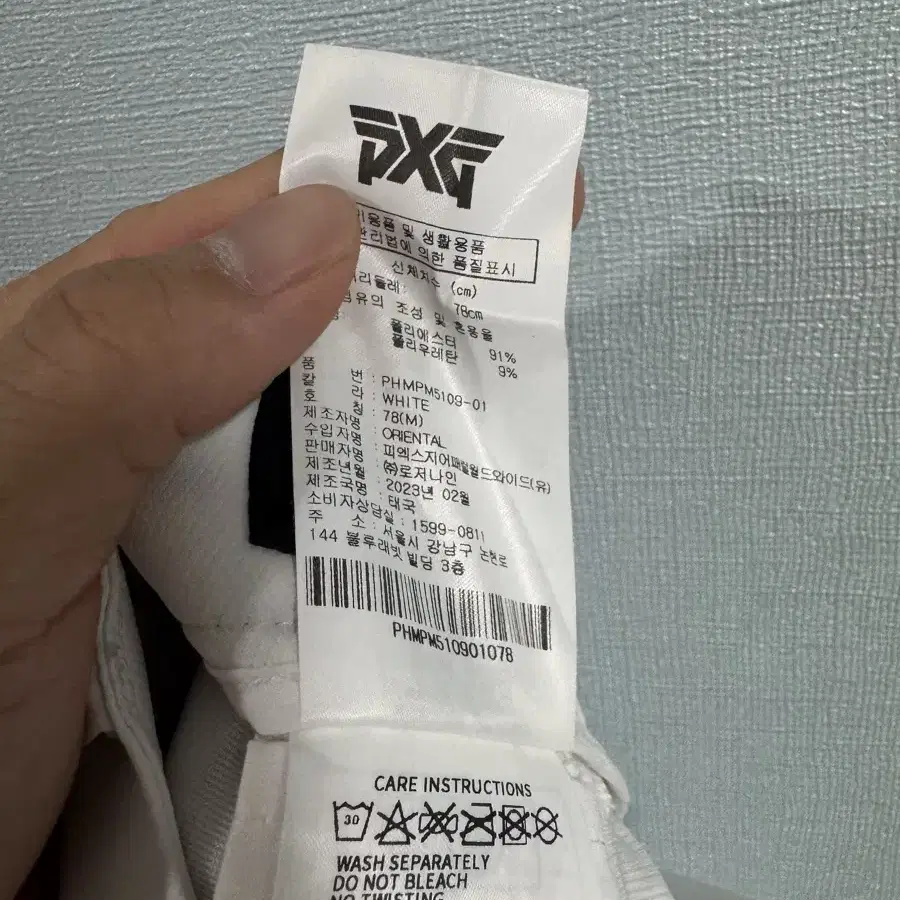 PXG
용품 및 생활용품
관리법에 의한 품질표시
신체치수 (cm)
리둘레: 78cm
유의 조성 및 혼용율
폴리에스터 91%
폴리우레탄 9%
품 번 : PHMPM5109-01
칼 라 : WHITE
호 칭 : 78(M)
제조자명 : ORIENTAL
수입자명 : 피엑스지어패럴월드와이드(유)
판매자명 : ㈜로저나인
제조년월 : 2023년 02월
제조국명 : 태국
소비자상담실 : 1599-0811
주 소 : 서울시 강남구 논현로
144 블루래빗 빌딩 3층
PHMPM510901078
CARE INSTRUCTIONS
30
WASH SEPARATELY
DO NOT BLEACH
NO TWISTING